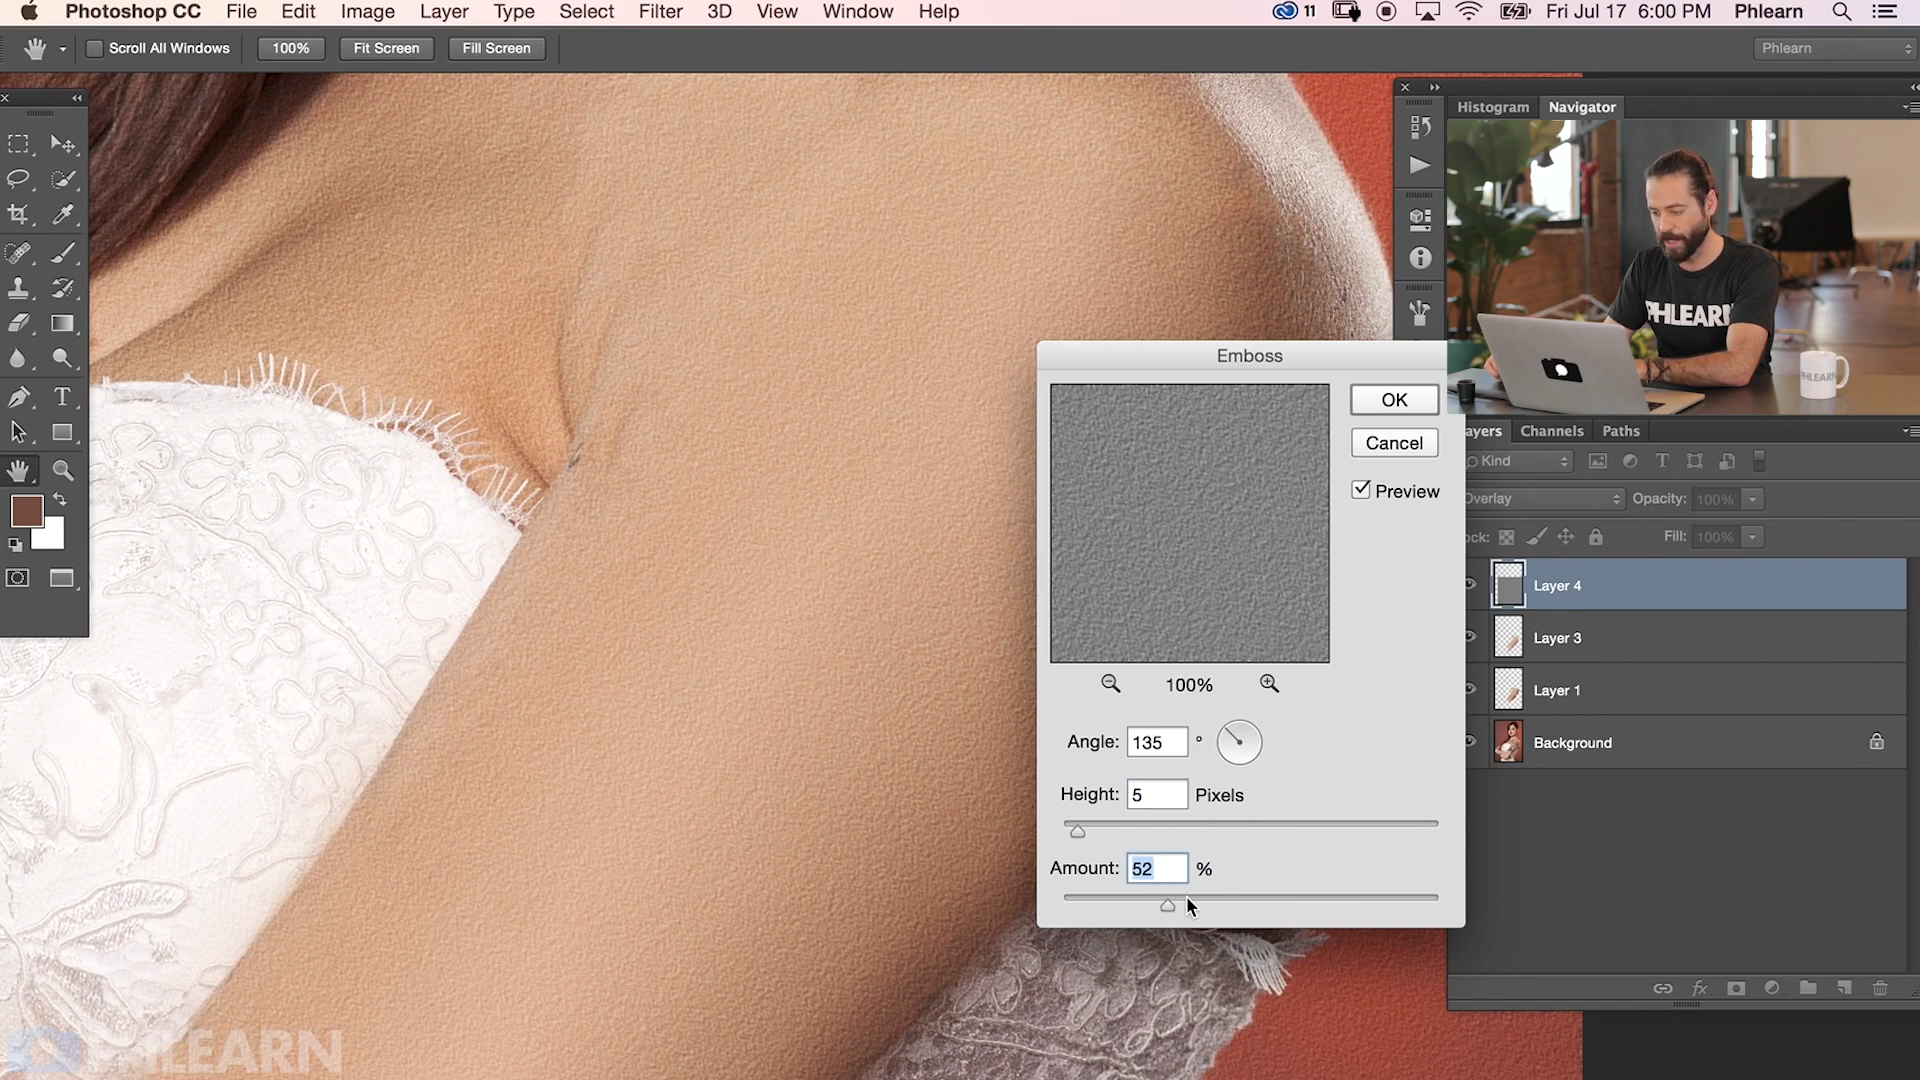 Photoshop CC File Edit Image Layer Type Select Filter 3D View Window Help 11 Fri Jul 17 6:00 PM Phlearn
Scroll All Windows 100% Fit Screen Fill Screen Phlearn
Histogram Navigator
PHLEARN
PHLEARN
Emboss
OK
Cancel
Preview
100%
Angle: 135 °
Height: 5 Pixels
Amount: 52 %
ayers Channels Paths
Kind
Overlay Opacity: 100%
ock: Fill: 100%
Layer 4
Layer 3
Layer 1
Background
fx
PHLEARN